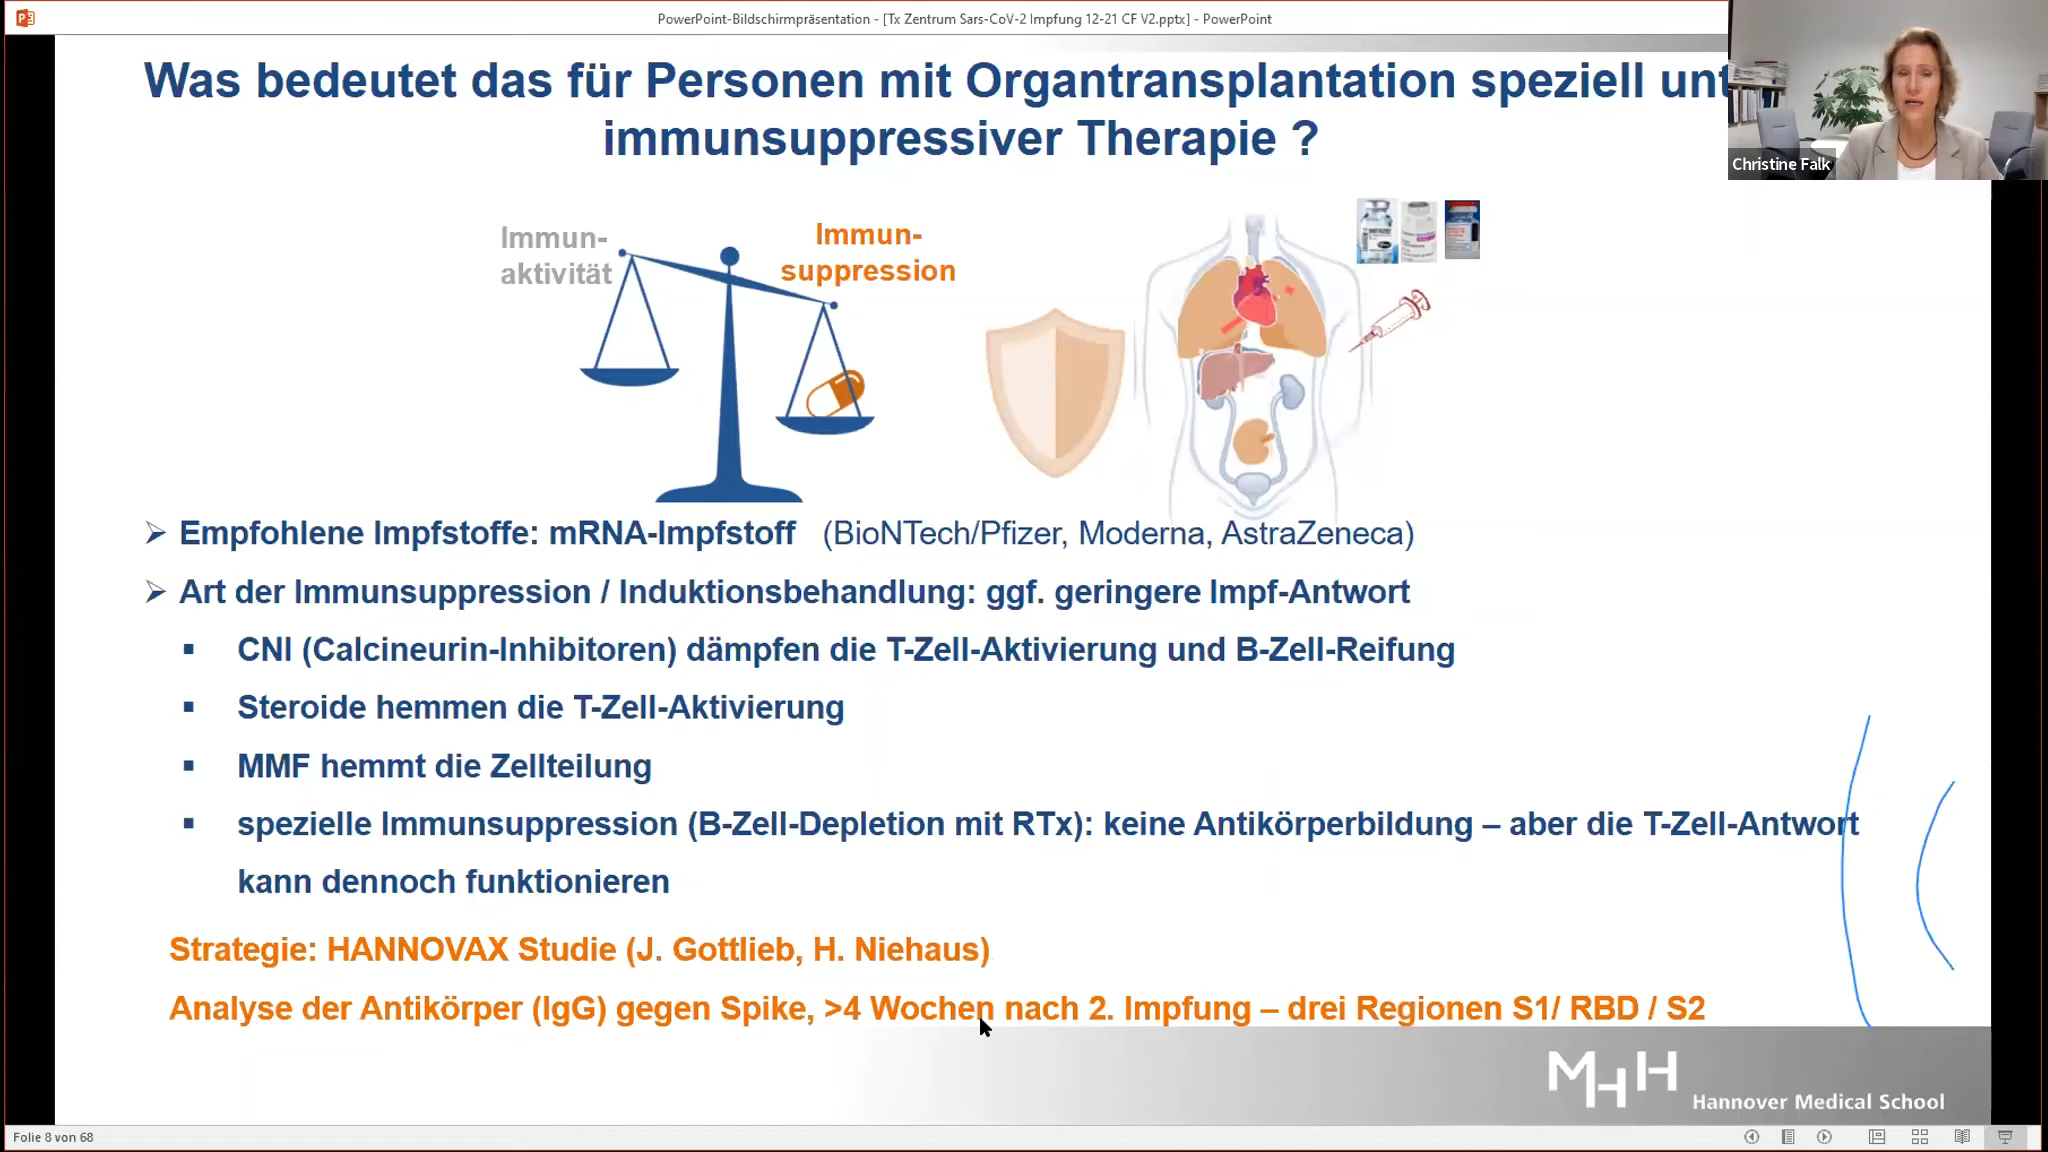 PowerPoint-Bildschirmpräsentation - [Tx Zentrum Sars-CoV-2 Impfung 12-21 CF V2.pptx] - PowerPoint
Was bedeutet das für Personen mit Organtransplantation speziell
immunsuppressiver Therapie ?
Christine Falk
Immun-
aktivität
Immun-
suppression
➢ Empfohlene Impfstoffe: mRNA-Impfstoff (BioNTech/Pfizer, Moderna, AstraZeneca)
➢ Art der Immunsuppression / Induktionsbehandlung: ggf. geringere Impf-Antwort
▪ CNI (Calcineurin-Inhibitoren) dämpfen die T-Zell-Aktivierung und B-Zell-Reifung
▪ Steroide hemmen die T-Zell-Aktivierung
▪ MMF hemmt die Zellteilung
▪ spezielle Immunsuppression (B-Zell-Depletion mit RTx): keine Antikörperbildung – aber die T-Zell-Antwort
kann dennoch funktionieren
Strategie: HANNOVAX Studie (J. Gottlieb, H. Niehaus)
Analyse der Antikörper (IgG) gegen Spike, >4 Wochen nach 2. Impfung – drei Regionen S1/ RBD / S2
MHH
Hannover Medical School
Folie 8 von 68